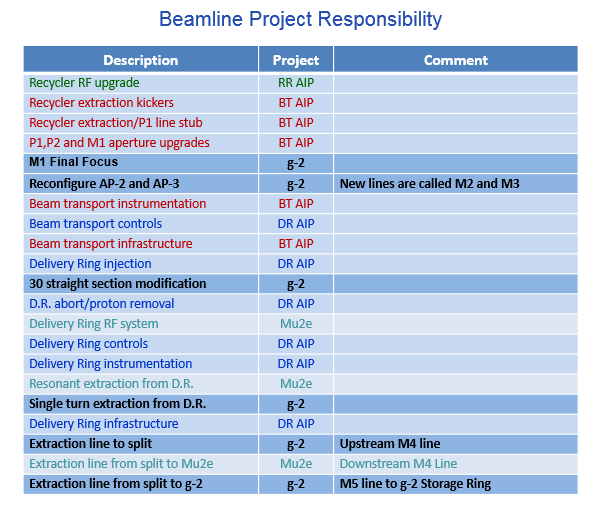 Beamline Project Responsibility
Description Project Comment
Recycler RF upgrade RR AIP
Recycler extraction kickers BT AIP
Recycler extraction/P1 line stub BT AIP
P1,P2 and M1 aperture upgrades BT AIP
M1 Final Focus g-2
Reconfigure AP-2 and AP-3 g-2 New lines are called M2 and M3
Beam transport instrumentation BT AIP
Beam transport controls DR AIP
Beam transport infrastructure BT AIP
Delivery Ring injection DR AIP
30 straight section modification g-2
D.R. abort/proton removal DR AIP
Delivery Ring RF system Mu2e
Delivery Ring controls DR AIP
Delivery Ring instrumentation DR AIP
Resonant extraction from D.R. Mu2e
Single turn extraction from D.R. g-2
Delivery Ring infrastructure DR AIP
Extraction line to split g-2 Upstream M4 line
Extraction line from split to Mu2e Mu2e Downstream M4 Line
Extraction line from split to g-2 g-2 M5 line to g-2 Storage Ring